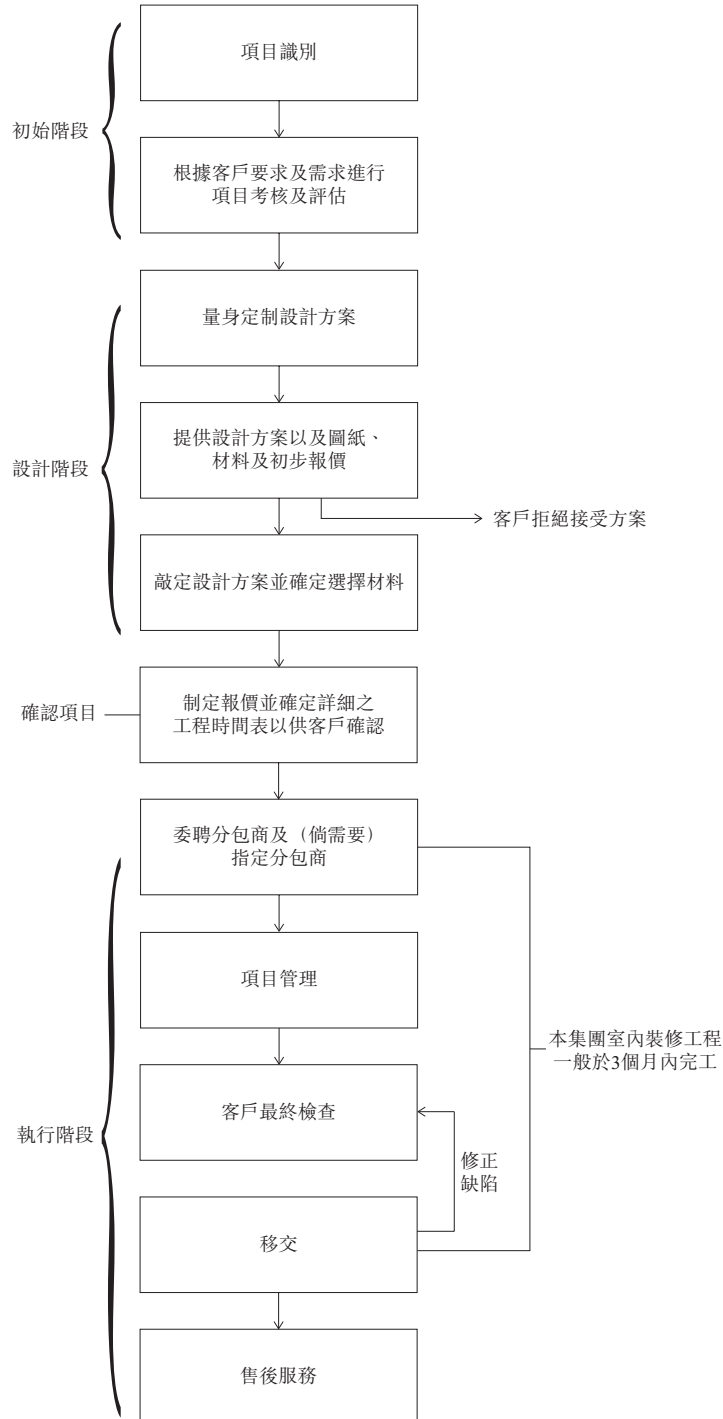 項目識別
初始階段
根據客戶要求及需求進行
項目考核及評估
量身定制設計方案
提供設計方案以及圖紙、
材料及初步報價
設計階段
客戶拒絕接受方案
敲定設計方案並確定選擇材料
確認項目
制定報價並確定詳細之
工程時間表以供客戶確認
委聘分包商及（倘需要）
指定分包商
項目管理
本集團室內裝修工程
一般於3個月內完工
客戶最終檢查
執行階段
修正
缺陷
移交
售後服務